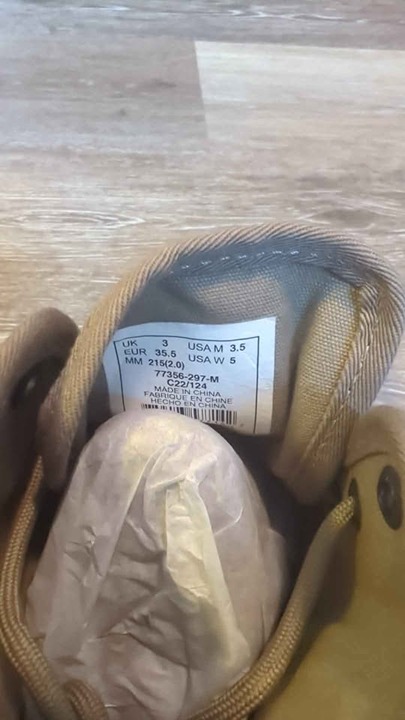 UK 3 USA M 3.5
EUR 35.5 USA W 5
MM 215(2.0)
77356-297-M
C22/124
MADE IN CHINA
FABRIQUE EN CHINE
HECHO EN CHINA